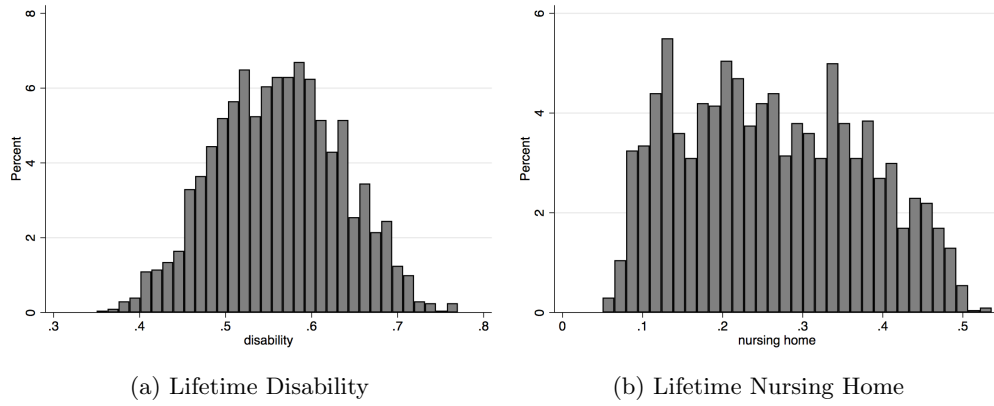 8
6
4
2
0
Percent
.3 .4 .5 .6 .7 .8
disability
(a) Lifetime Disability
6
4
2
0
Percent
0 .1 .2 .3 .4 .5
nursing home
(b) Lifetime Nursing Home